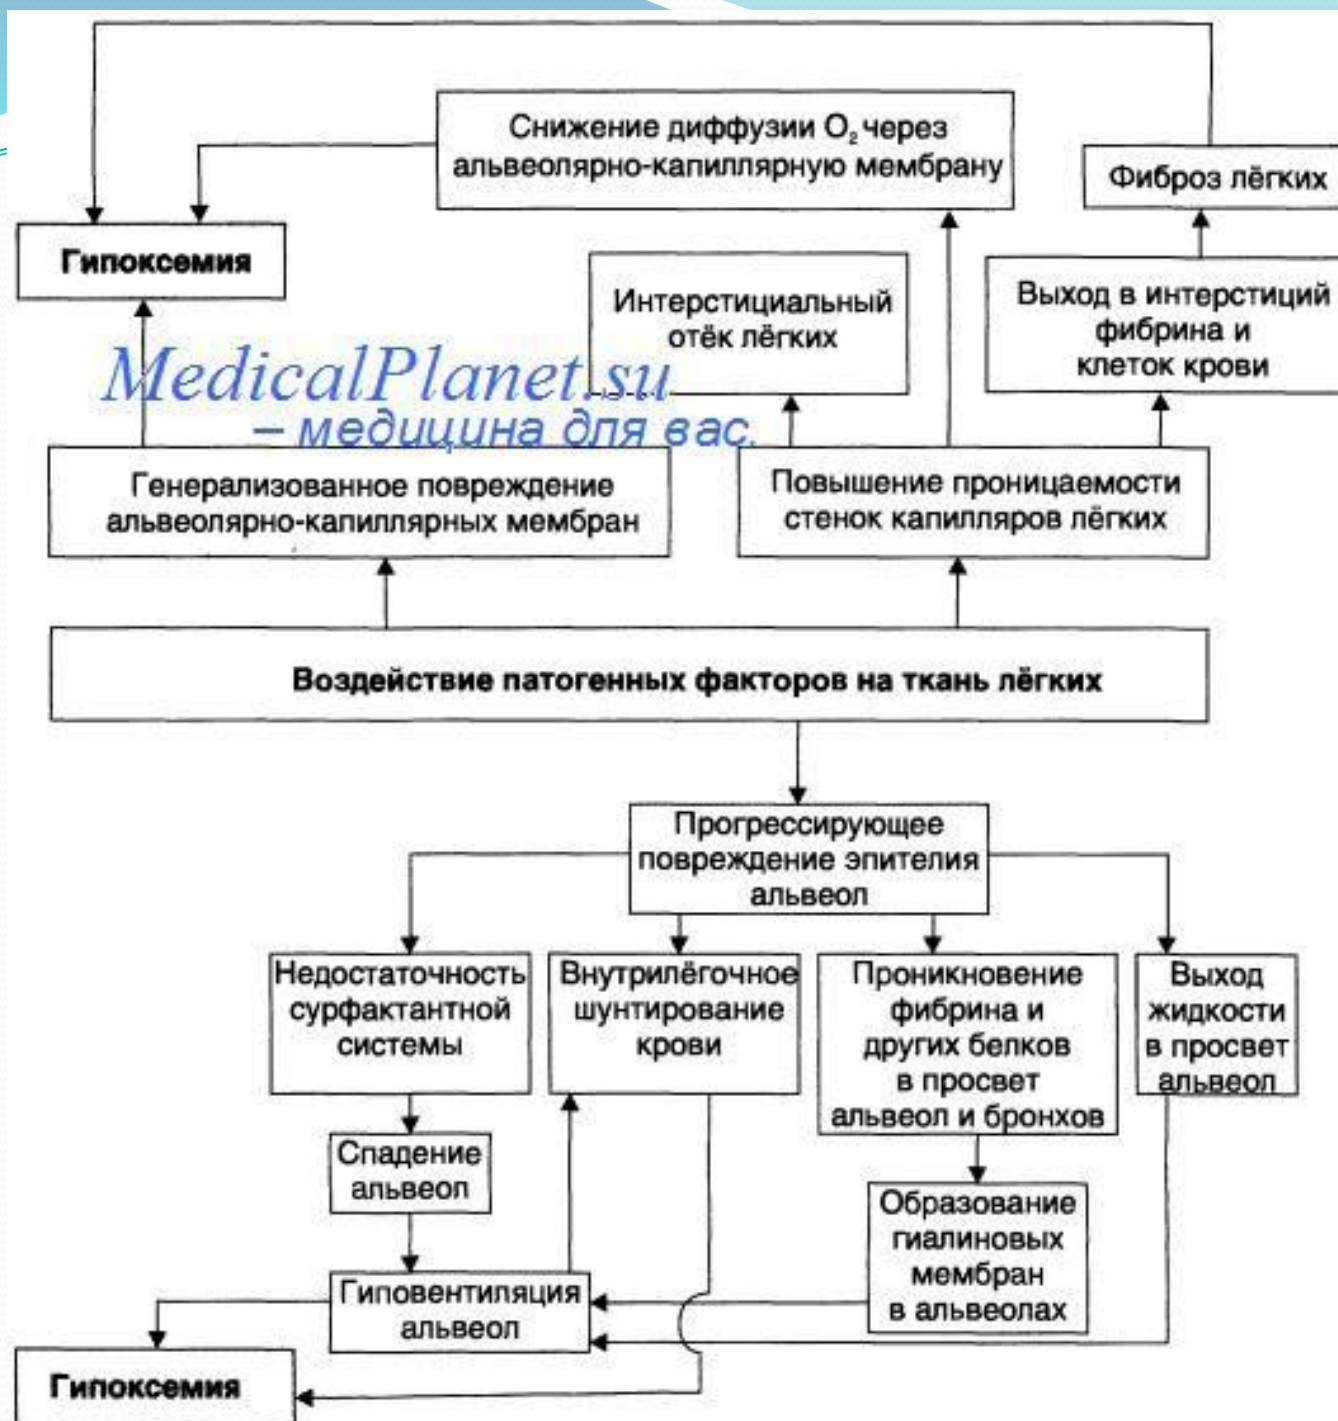 Снижение диффузии O₂ через
альвеолярно-капиллярную мембрану
Фиброз лёгких
Гипоксемия
Интерстициальный
отёк лёгких
Выход в интерстиций
фибрина и
клеток крови
MedicalPlanet.su
– медицина для вас.
Генерализованное повреждение
альвеолярно-капиллярных мембран
Повышение проницаемости
стенок капилляров лёгких
Воздействие патогенных факторов на ткань лёгких
Прогрессирующее
повреждение эпителия
альвеол
Недостаточность
сурфактантной
системы
Внутрилёгочное
шунтирование
крови
Проникновение
фибрина и
других белков
в просвет
альвеол и бронхов
Выход
жидкости
в просвет
альвеол
Спадение
альвеол
Образование
гиалиновых
мембран
в альвеолах
Гиповентиляция
альвеол
Гипоксемия